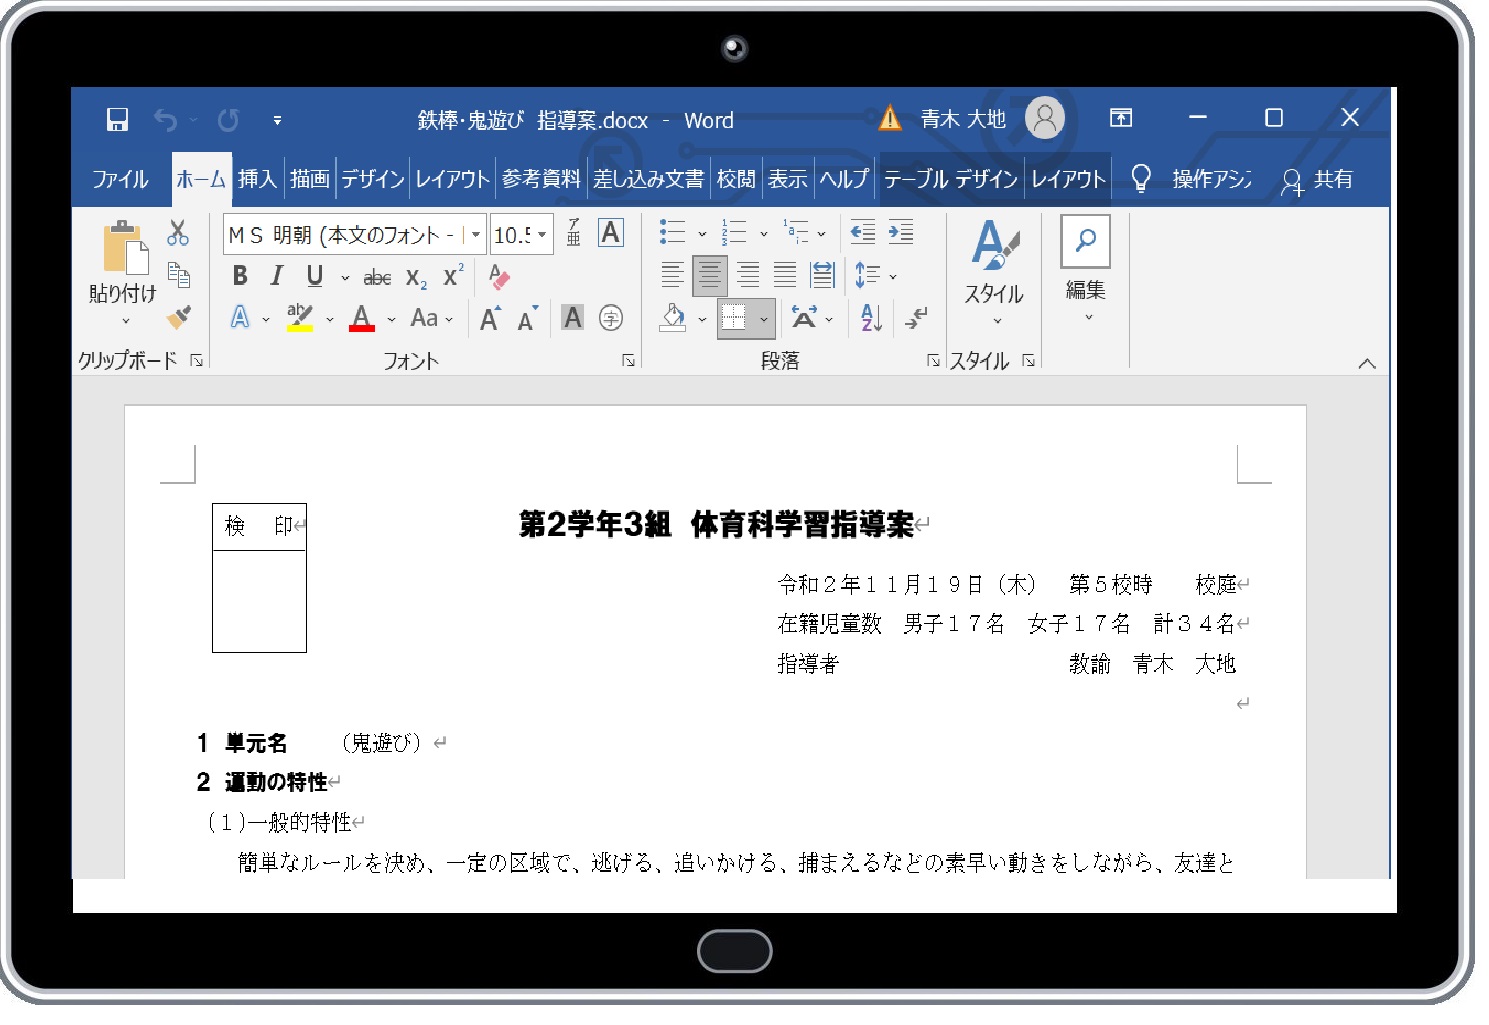 鉄棒・鬼遊び 指導案.docx - Word 青木 大地
ファイル ホーム 挿入 描画 デザイン レイアウト 参考資料 差し込み文書 校閲 表示 ヘルプ テーブル デザイン レイアウト 操作アシ 共有
ＭＳ 明朝 (本文のフォント - 10.5
貼り付け
クリップボード
フォント
段落
スタイル
スタイル
編集
検 印
第2学年3組 体育科学習指導案
令和２年１１月１９日（木） 第５校時 校庭
在籍児童数 男子１７名 女子１７名 計３４名
指導者 教諭 青木 大地
1 単元名 （鬼遊び）
2 運動の特性
(１)一般的特性
簡単なルールを決め、一定の区域で、逃げる、追いかける、捕まえるなどの素早い動きをしながら、友達と